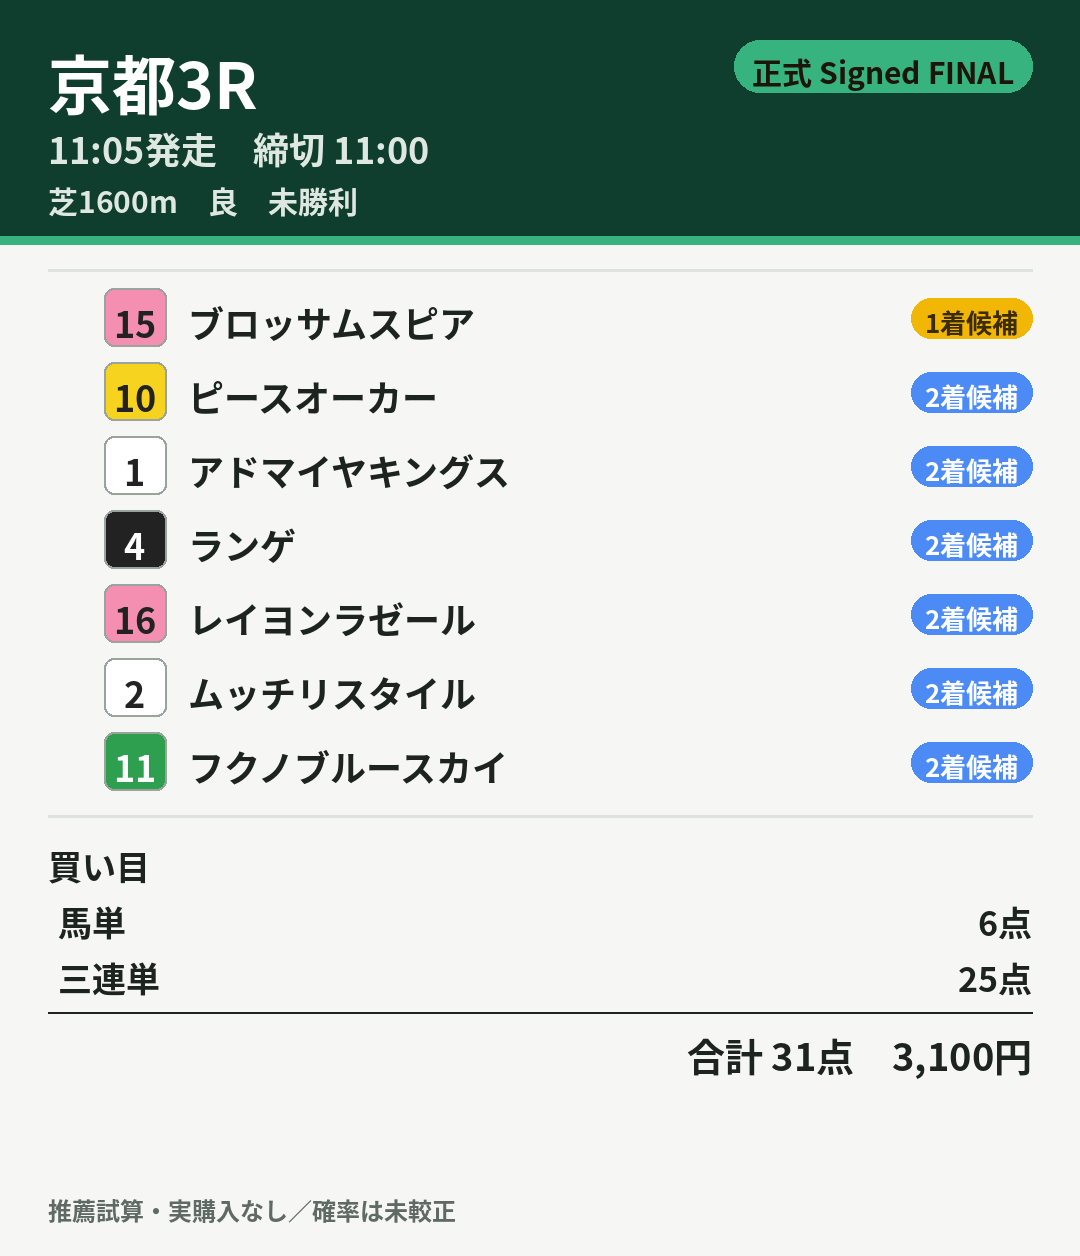 京都3R
正式 Signed FINAL
11:05発走　締切 11:00
芝1600m　良　未勝利
15 ブロッサムスピア 1着候補
10 ピースオーカー 2着候補
1 アドマイヤキングス 2着候補
4 ランゲ 2着候補
16 レイヨンラゼール 2着候補
2 ムッチリスタイル 2着候補
11 フクノブルースカイ 2着候補
買い目
馬単 6点
三連単 25点
合計 31点　3,100円
推薦試算・実購入なし／確率は未較正